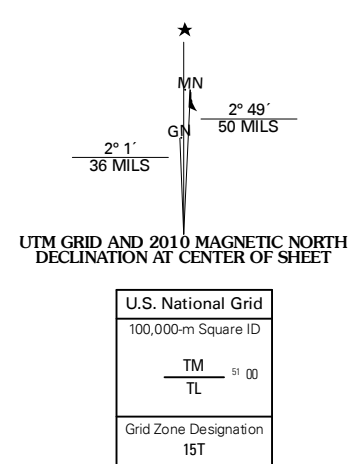 MN
2° 49´
50 MILS
GN
2° 1´
36 MILS
UTM GRID AND 2010 MAGNETIC NORTH
DECLINATION AT CENTER OF SHEET
U.S. National Grid
100,000-m Square ID
TM
51 00
TL
Grid Zone Designation
15T